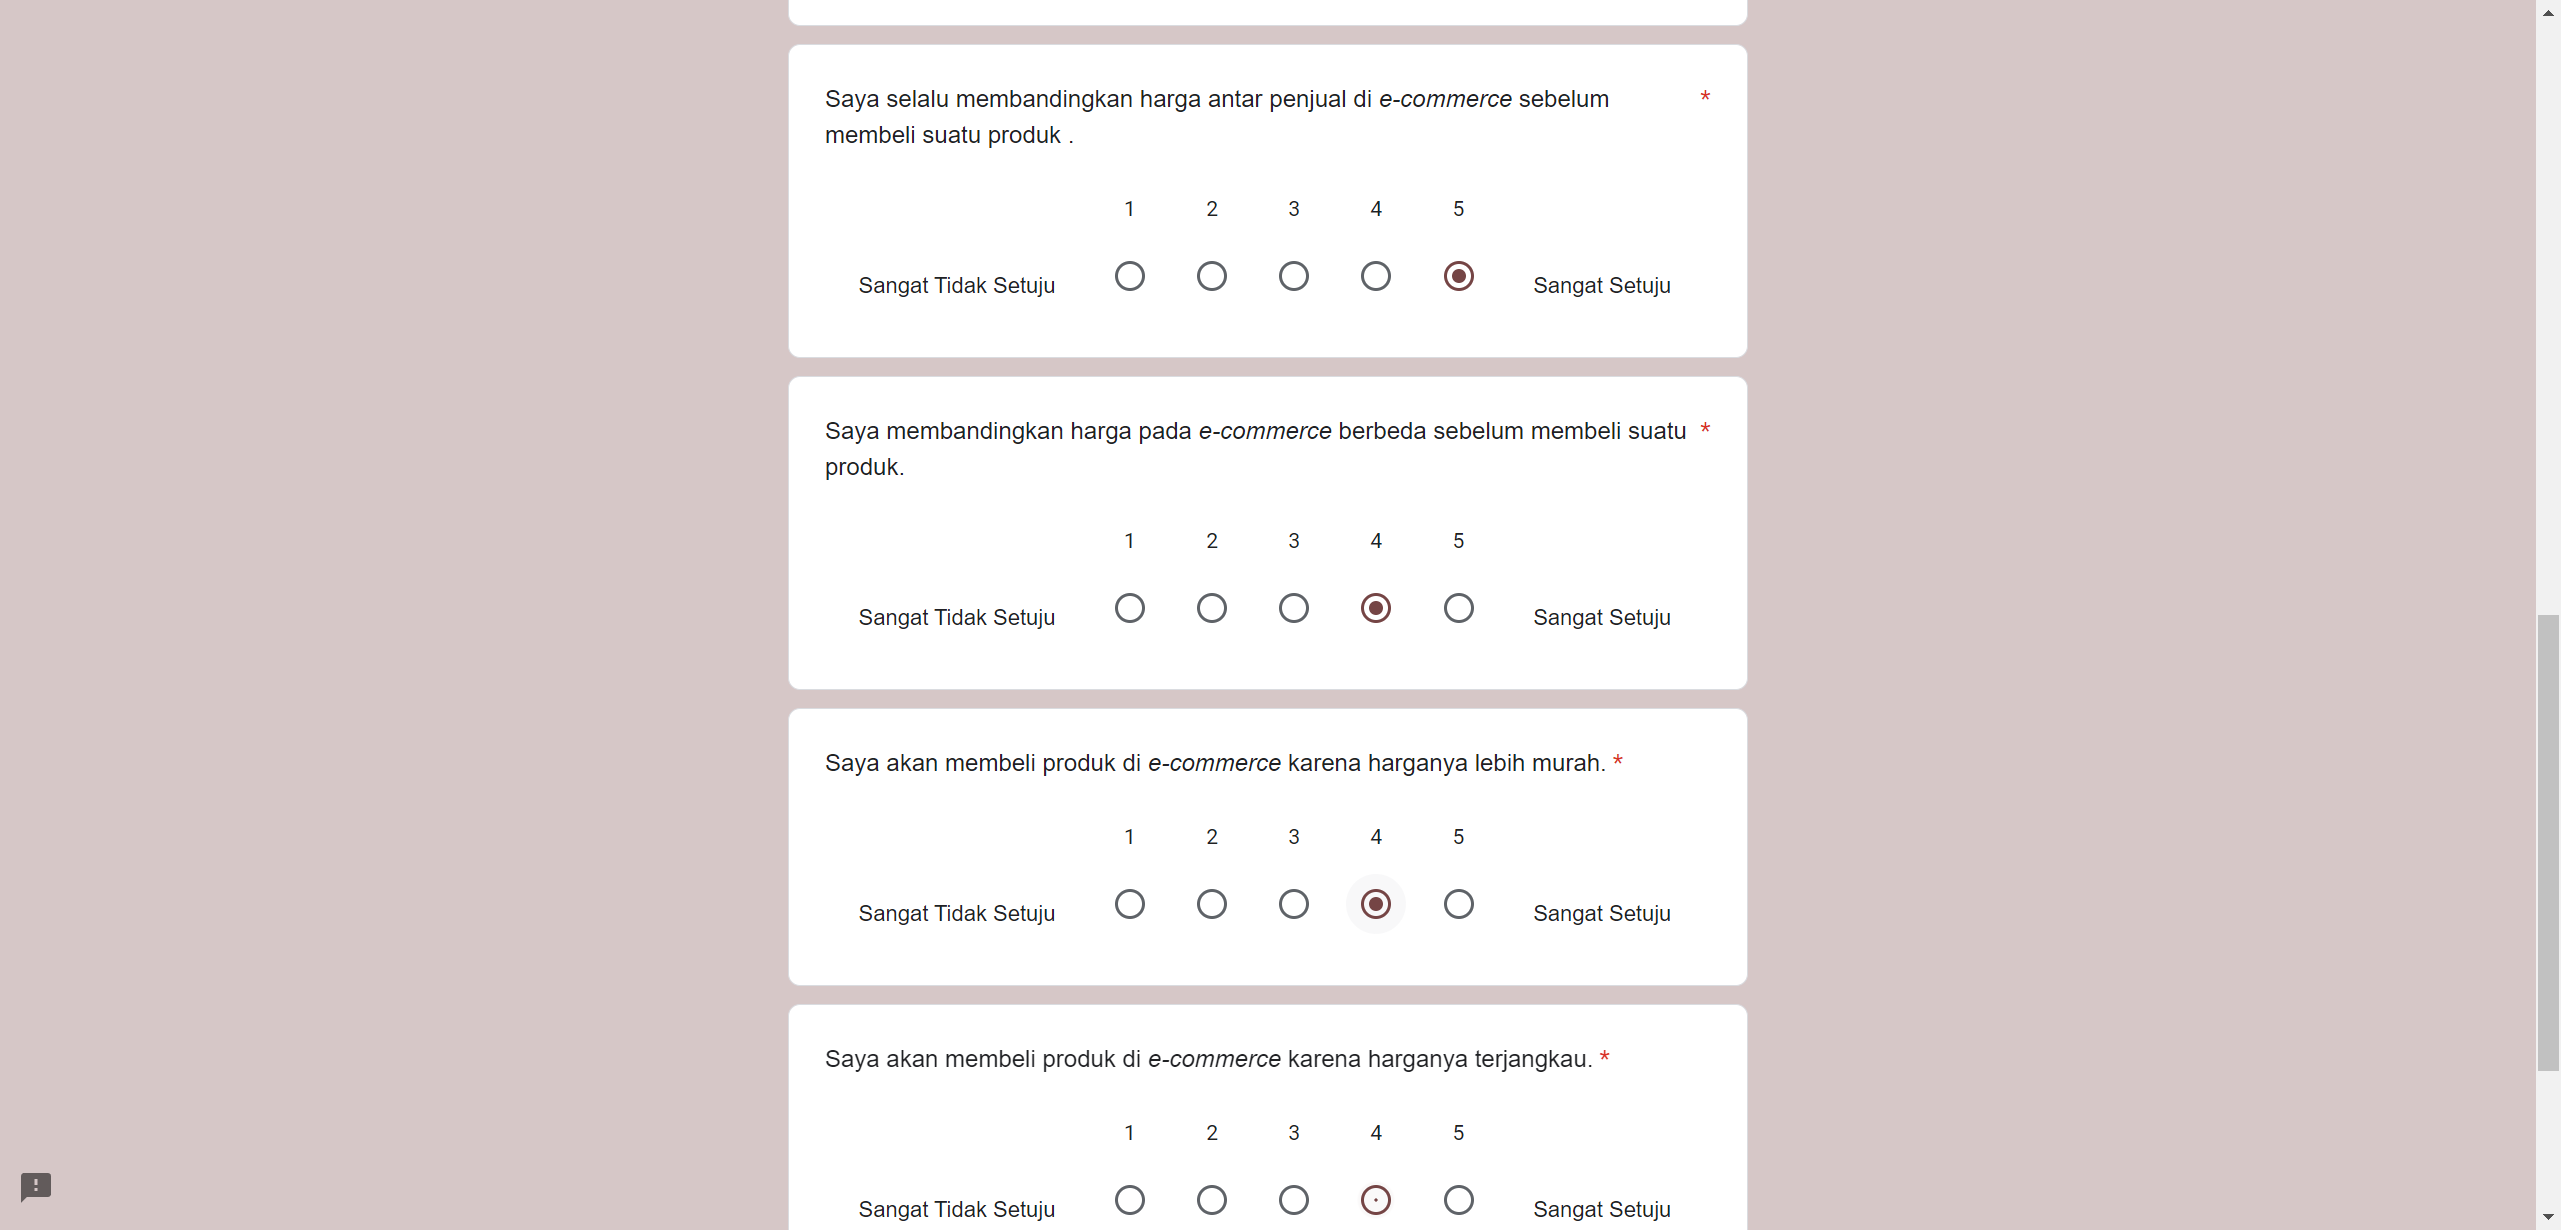 Saya selalu membandingkan harga antar penjual di e-commerce sebelum *
membeli suatu produk .
1 2 3 4 5
Sangat Tidak Setuju Sangat Setuju
Saya membandingkan harga pada e-commerce berbeda sebelum membeli suatu *
produk.
1 2 3 4 5
Sangat Tidak Setuju Sangat Setuju
Saya akan membeli produk di e-commerce karena harganya lebih murah. *
1 2 3 4 5
Sangat Tidak Setuju Sangat Setuju
Saya akan membeli produk di e-commerce karena harganya terjangkau. *
1 2 3 4 5
Sangat Tidak Setuju Sangat Setuju